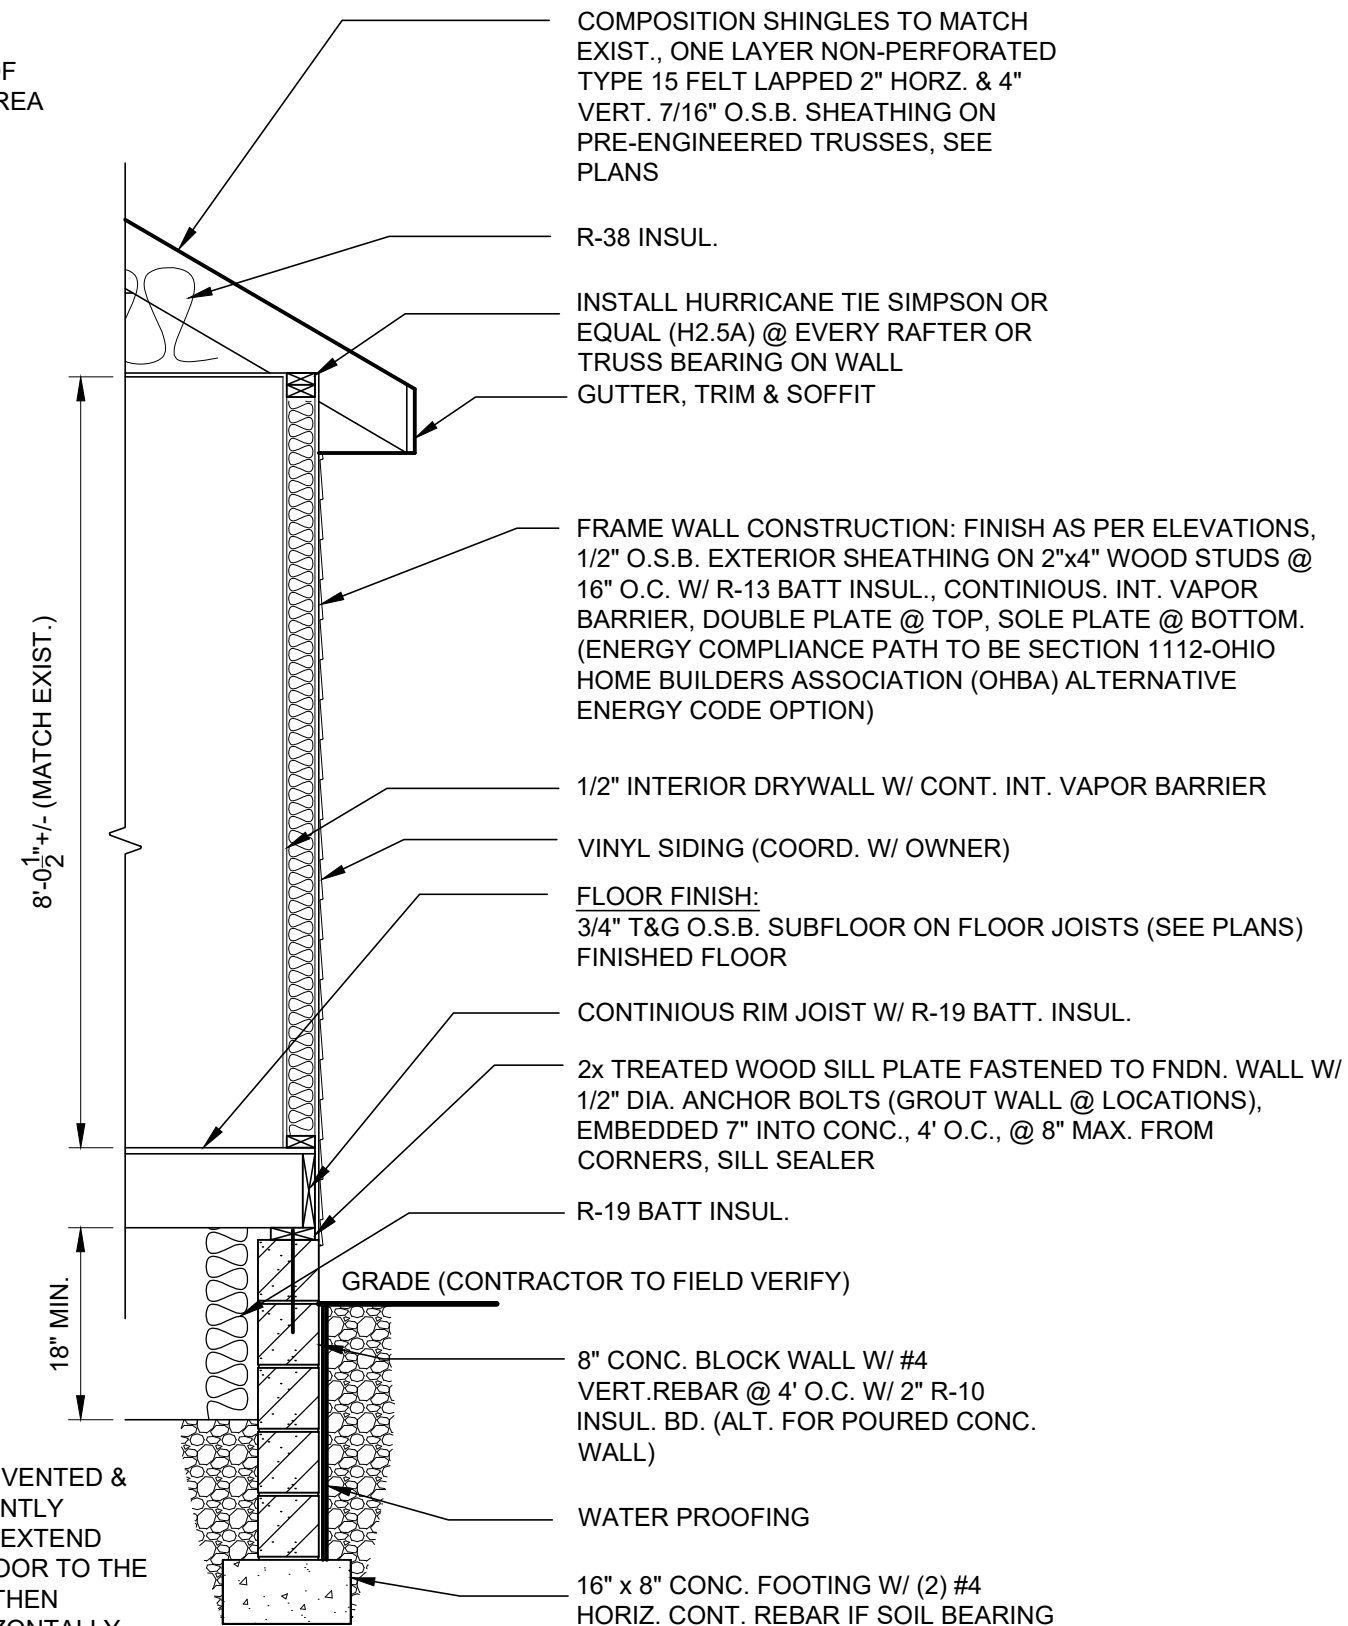 OF
REA
COMPOSITION SHINGLES TO MATCH
EXIST., ONE LAYER NON-PERFORATED
TYPE 15 FELT LAPPED 2" HORZ. & 4"
VERT. 7/16" O.S.B. SHEATHING ON
PRE-ENGINEERED TRUSSES, SEE
PLANS
R-38 INSUL.
INSTALL HURRICANE TIE SIMPSON OR
EQUAL (H2.5A) @ EVERY RAFTER OR
TRUSS BEARING ON WALL
GUTTER, TRIM & SOFFIT
FRAME WALL CONSTRUCTION: FINISH AS PER ELEVATIONS,
1/2" O.S.B. EXTERIOR SHEATHING ON 2"x4" WOOD STUDS @
16" O.C. W/ R-13 BATT INSUL., CONTINIOUS. INT. VAPOR
BARRIER, DOUBLE PLATE @ TOP, SOLE PLATE @ BOTTOM.
(ENERGY COMPLIANCE PATH TO BE SECTION 1112-OHIO
HOME BUILDERS ASSOCIATION (OHBA) ALTERNATIVE
ENERGY CODE OPTION)
8'-0 1/2"+/- (MATCH EXIST.)
1/2" INTERIOR DRYWALL W/ CONT. INT. VAPOR BARRIER
VINYL SIDING (COORD. W/ OWNER)
FLOOR FINISH:
3/4" T&G O.S.B. SUBFLOOR ON FLOOR JOISTS (SEE PLANS)
FINISHED FLOOR
CONTINIOUS RIM JOIST W/ R-19 BATT. INSUL.
2x TREATED WOOD SILL PLATE FASTENED TO FNDN. WALL W/
1/2" DIA. ANCHOR BOLTS (GROUT WALL @ LOCATIONS),
EMBEDDED 7" INTO CONC., 4' O.C., @ 8" MAX. FROM
CORNERS, SILL SEALER
R-19 BATT INSUL.
GRADE (CONTRACTOR TO FIELD VERIFY)
18" MIN.
8" CONC. BLOCK WALL W/ #4
VERT.REBAR @ 4' O.C. W/ 2" R-10
INSUL. BD. (ALT. FOR POURED CONC.
WALL)
WATER PROOFING
16" x 8" CONC. FOOTING W/ (2) #4
HORIZ. CONT. REBAR IF SOIL BEARING
VENTED &
NTLY
EXTEND
OOR TO THE
THEN
ZONTALLY